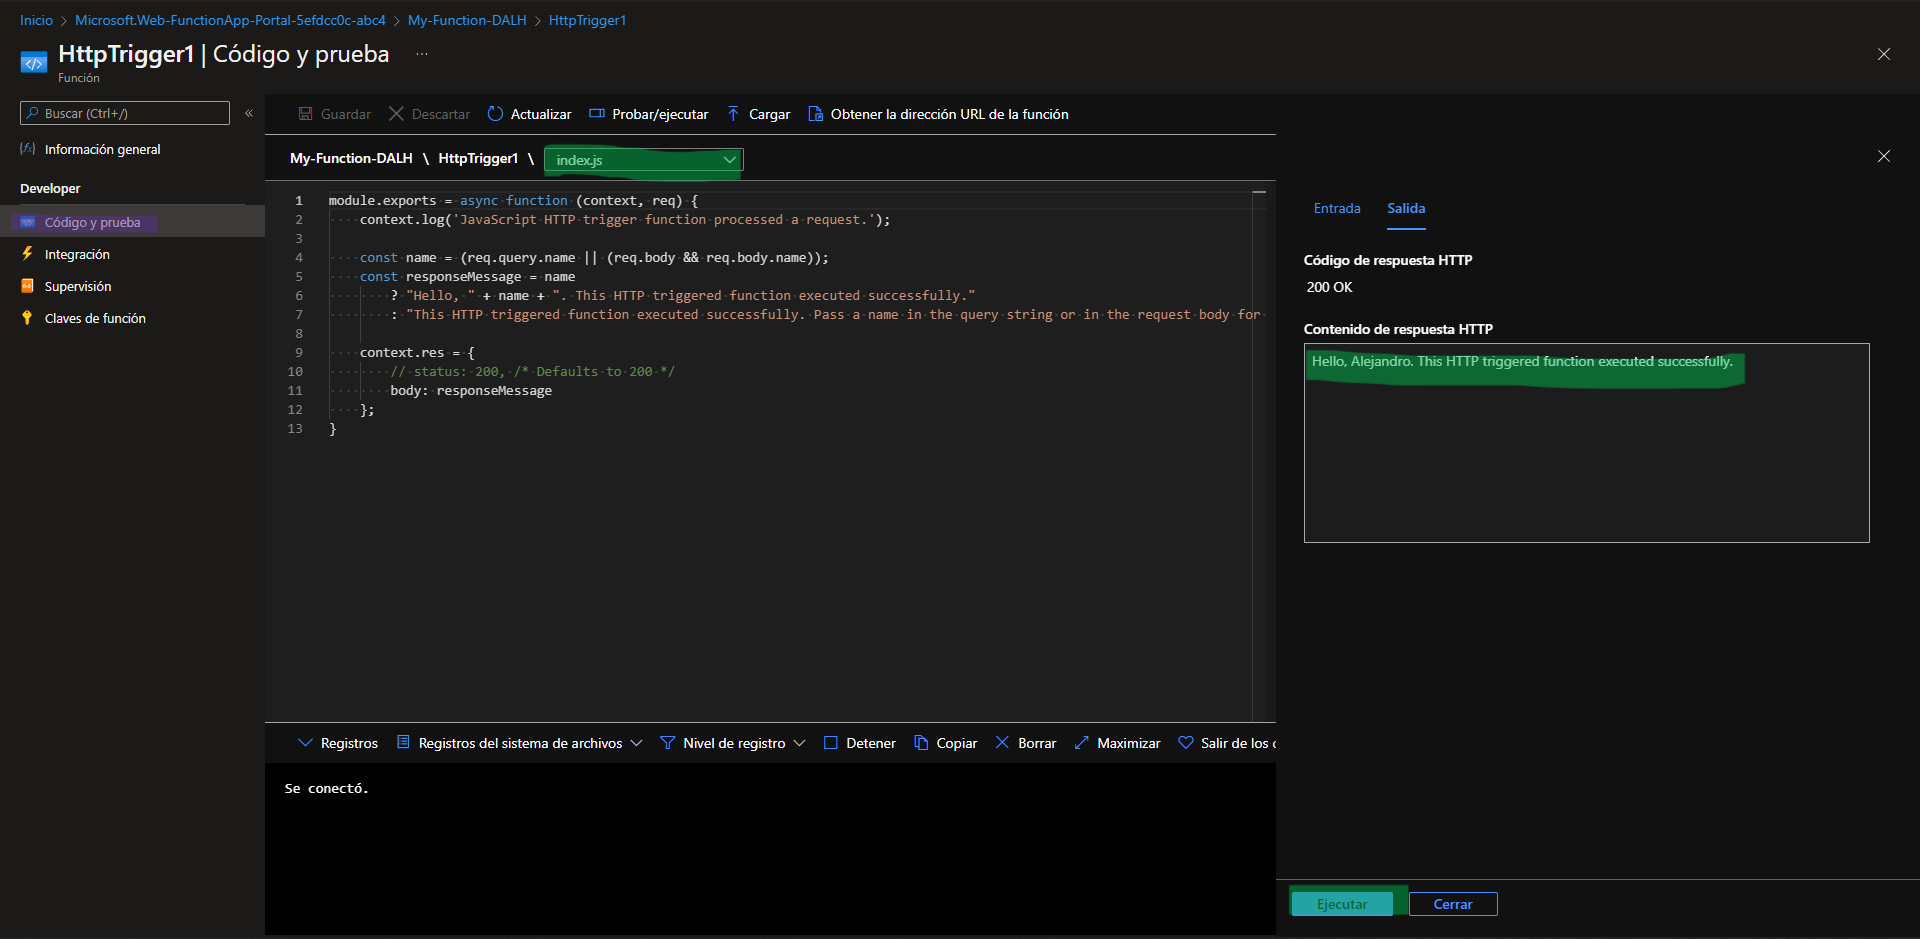 Inicio > Microsoft.Web-FunctionApp-Portal-5efdcc0c-abc4 > My-Function-DALH > HttpTrigger1
HttpTrigger1 | Código y prueba ...
Función
Buscar (Ctrl+/) «
Información general
Developer
Código y prueba
Integración
Supervisión
Claves de función
Guardar Descartar Actualizar Probar/ejecutar Cargar Obtener la dirección URL de la función
My-Function-DALH \ HttpTrigger1 \ index.js
1 module.exports = async function (context, req) {
2     context.log('JavaScript HTTP trigger function processed a request.');
3
4     const name = (req.query.name || (req.body && req.body.name));
5     const responseMessage = name
6         ? "Hello, " + name + ". This HTTP triggered function executed successfully."
7         : "This HTTP triggered function executed successfully. Pass a name in the query string or in the request body for
8
9     context.res = {
10         // status: 200, /* Defaults to 200 */
11         body: responseMessage
12     };
13 }
Registros Registros del sistema de archivos Nivel de registro Detener Copiar Borrar Maximizar Salir de los
Se conectó.
Entrada Salida
Código de respuesta HTTP
200 OK
Contenido de respuesta HTTP
Hello, Alejandro. This HTTP triggered function executed successfully.
Ejecutar Cerrar